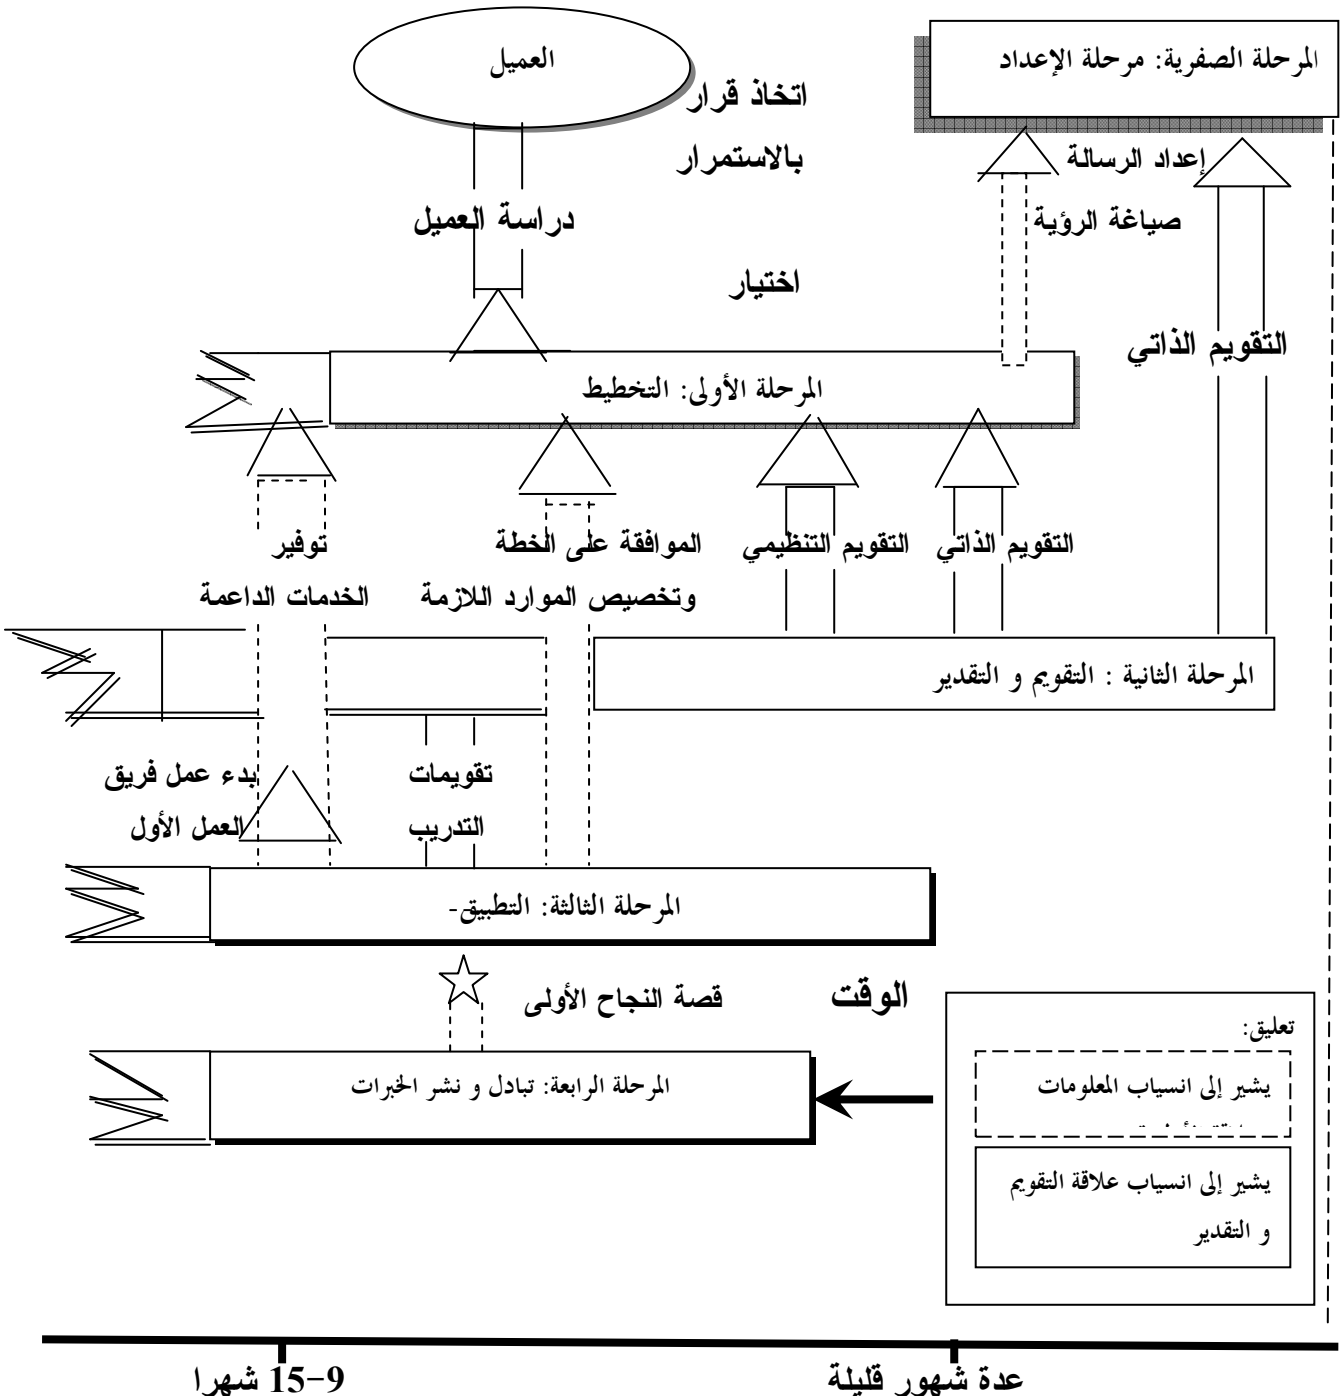 المرحلة الصفرية: مرحلة الإعداد
العميل
اتخاذ قرار
بالاستمرار
إعداد الرسالة
صياغة الرؤية
دراسة العميل
اختيار
التقويم الذاتي
المرحلة الأولى: التخطيط
التقويم الذاتي
التقويم التنظيمي
الموافقة على الخطة
وتخصيص الموارد اللازمة
توفير
الخدمات الداعمة
المرحلة الثانية : التقويم و التقدير
تقويمات
التدريب
بدء عمل فريق
العمل الأول
المرحلة الثالثة: التطبيق-
الوقت
قصة النجاح الأولى
المرحلة الرابعة: تبادل و نشر الخبرات
تعليق:
يشير إلى انسياب المعلومات
يشير إلى انسياب علاقة التقويم
و التقدير
عدة شهور قليلة
9-15 شهرا